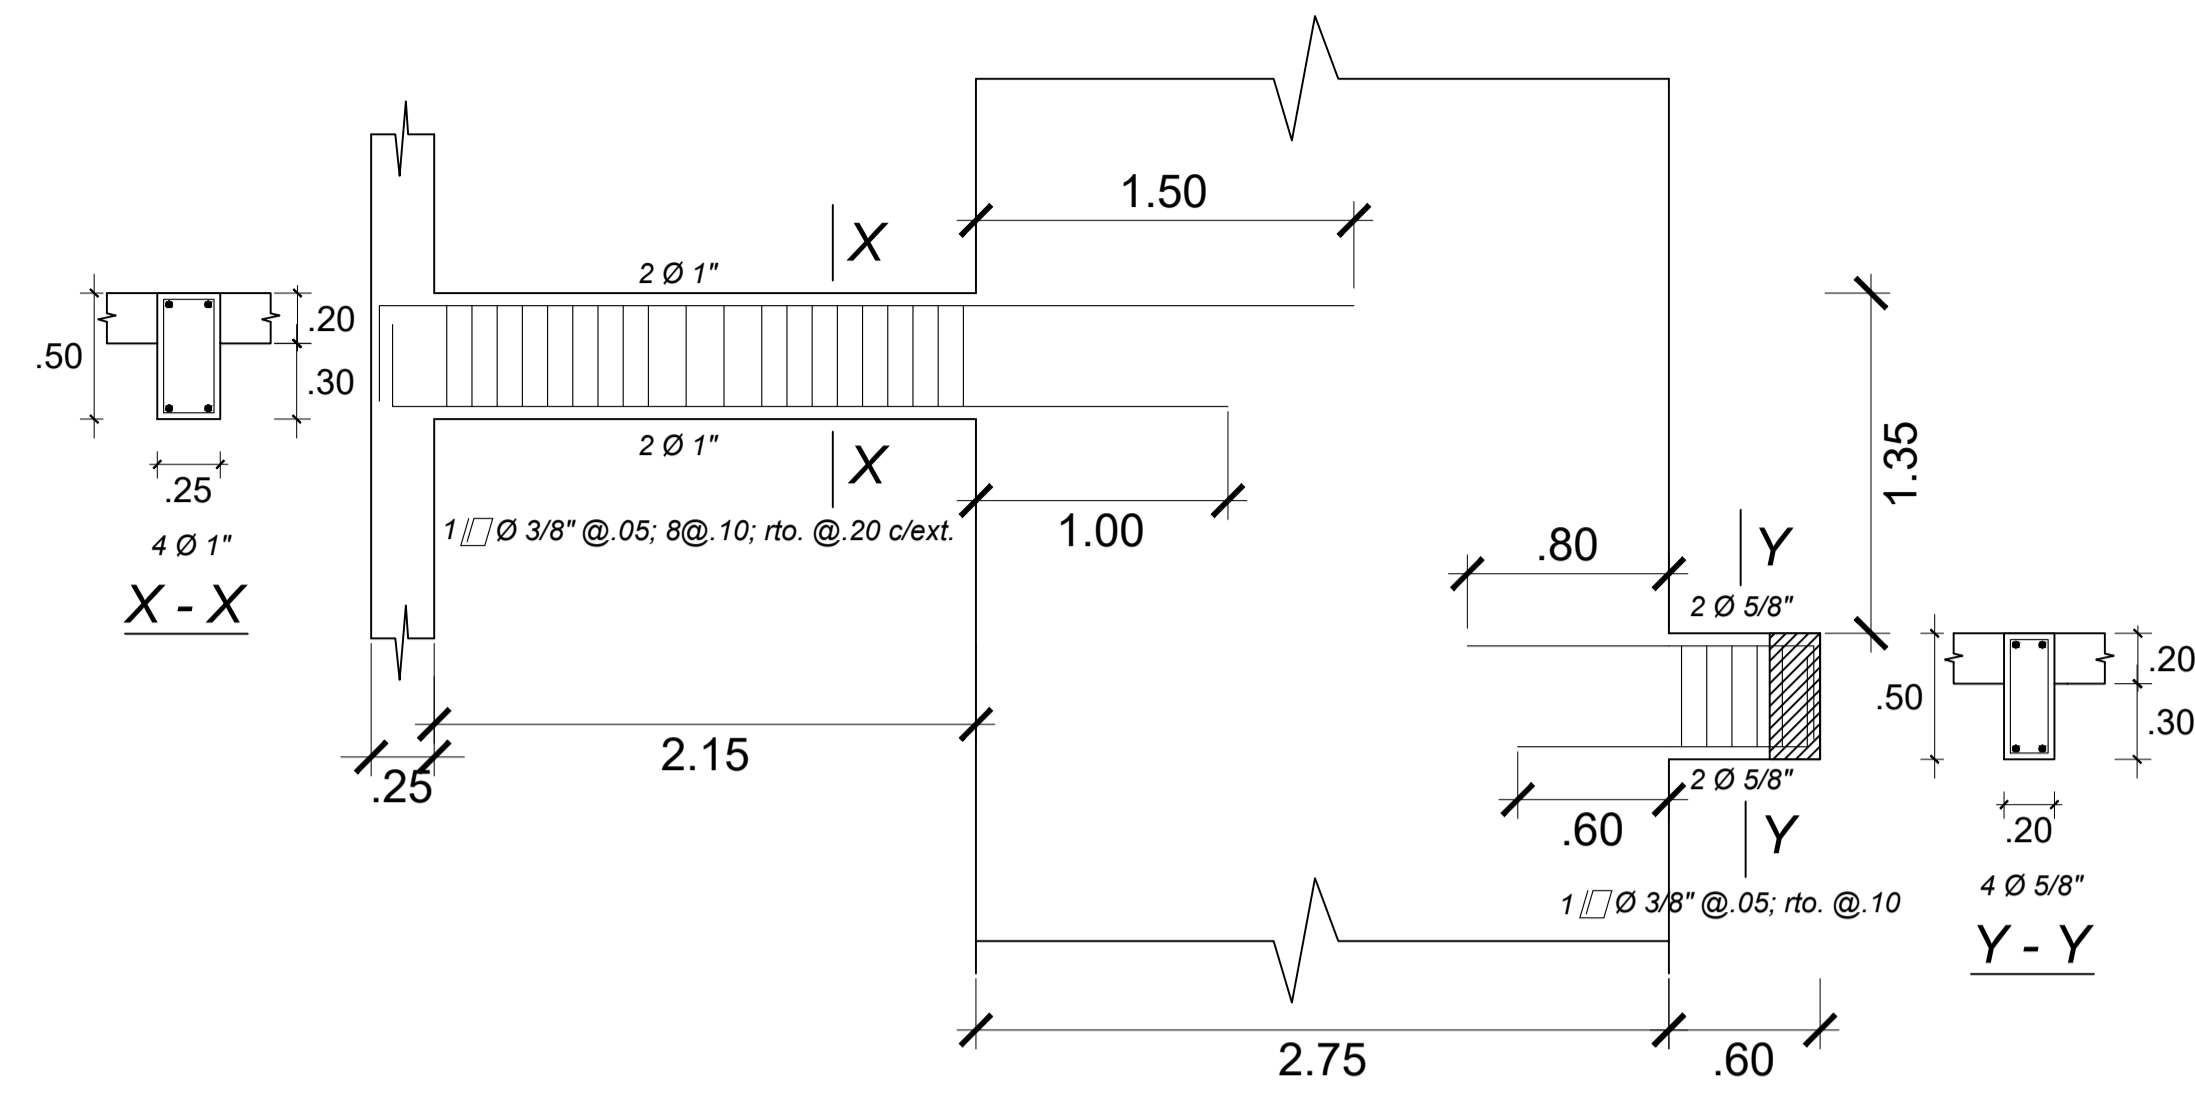 1.50
X
2 Ø 1"
.20
.50
.30
2 Ø 1"
X
.25
1 Ø 3/8" @.05; 8@.10; rto. @.20 c/ext.
1.00
4 Ø 1"
X - X
1.35
.80
Y
2 Ø 5/8"
.20
.50
.30
2.15
.25
2 Ø 5/8"
.60
Y
.20
1 Ø 3/8" @.05; rto. @.10
4 Ø 5/8"
Y - Y
2.75
.60